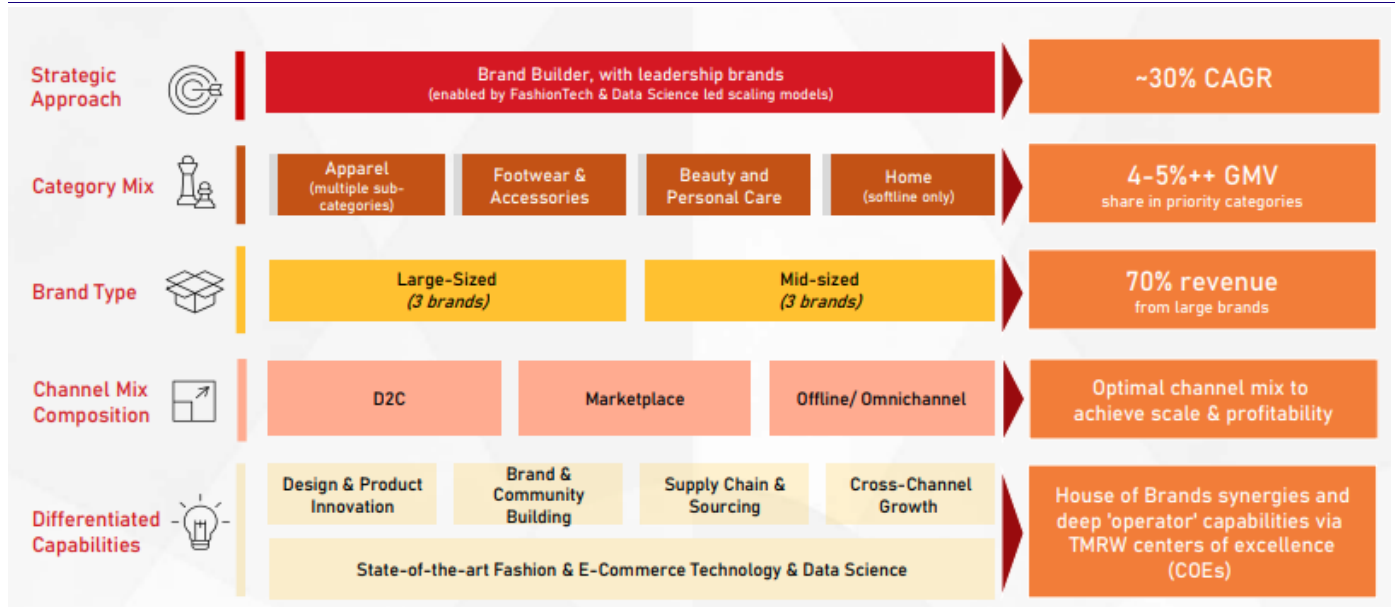 Strategic
Approach
Brand Builder, with leadership brands
(enabled by FashionTech & Data Science led scaling models)
~30% CAGR
Category Mix
Apparel
(multiple sub-
categories)
Footwear &
Accessories
Beauty and
Personal Care
Home
(softline only)
4-5%++ GMV
share in priority categories
Brand Type
Large-Sized
(3 brands)
Mid-sized
(3 brands)
70% revenue
from large brands
Channel Mix
Composition
D2C
Marketplace
Offline/ Omnichannel
Optimal channel mix to
achieve scale & profitability
Differentiated
Capabilities
Design & Product
Innovation
Brand &
Community
Building
Supply Chain &
Sourcing
Cross-Channel
Growth
State-of-the-art Fashion & E-Commerce Technology & Data Science
House of Brands synergies and
deep 'operator' capabilities via
TMRW centers of excellence
(COEs)